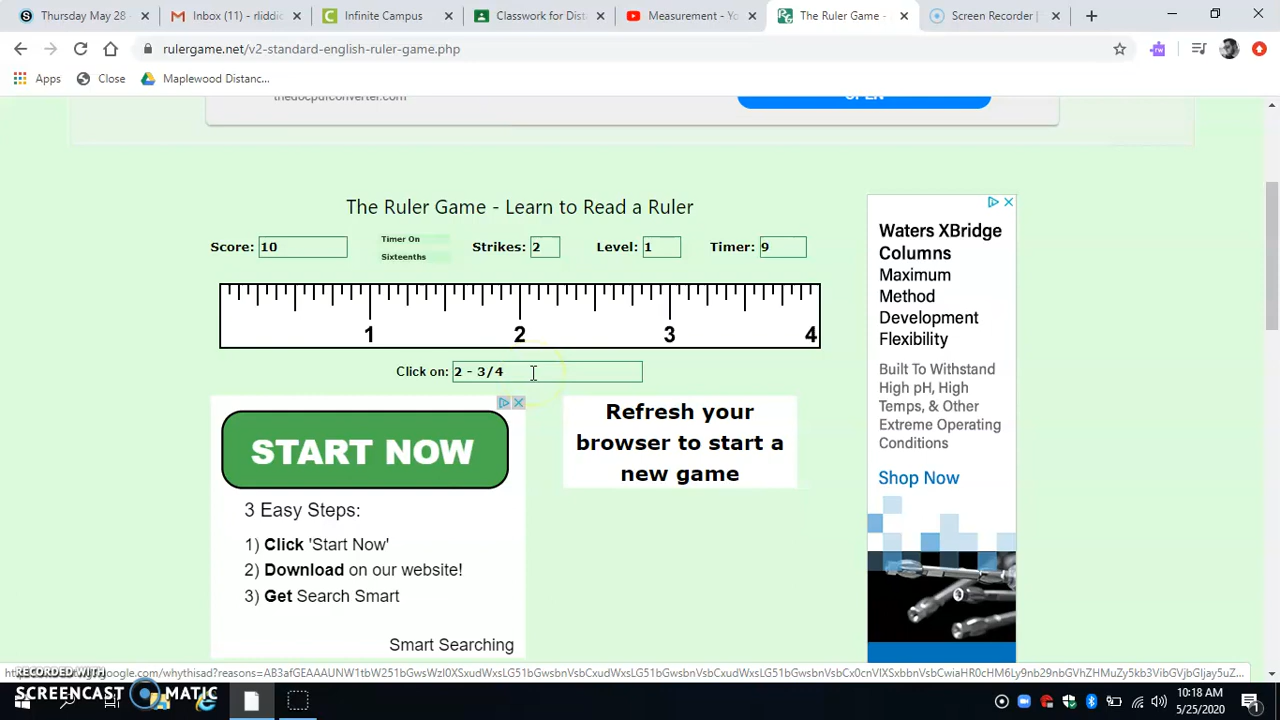 Thursday May 28
Inbox (11) - rliddic
Infinite Campus
Classwork for Dist
Measurement - Yo
The Ruler Game -
Screen Recorder |
rulergame.net/v2-standard-english-ruler-game.php
Apps
Close
Maplewood Distanc...
thedocpdfconverter.com
OPEN
The Ruler Game - Learn to Read a Ruler
Score: 10
Timer On
Sixteenths
Strikes: 2
Level: 1
Timer: 9
1 2 3 4
Click on: 2 - 3/4
START NOW
3 Easy Steps:
1) Click 'Start Now'
2) Download on our website!
3) Get Search Smart
Smart Searching
Refresh your
browser to start a
new game
Waters XBridge
Columns
Maximum
Method
Development
Flexibility
Built To Withstand
High pH, High
Temps, & Other
Extreme Operating
Conditions
Shop Now
RECORDED WITH
SCREENCAST MATIC
10:18 AM
5/25/2020